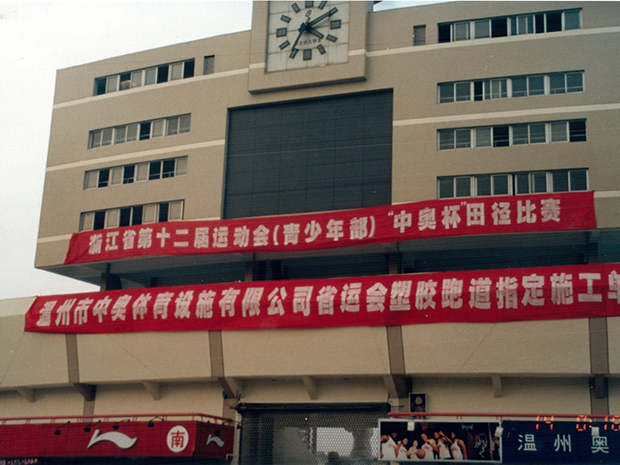 浙江省第十二届运动会(青少年部)"中奥杯"田径比赛
温州市中奥体育设施有限公司省运会塑胶跑道指定施工单
南
温州奥